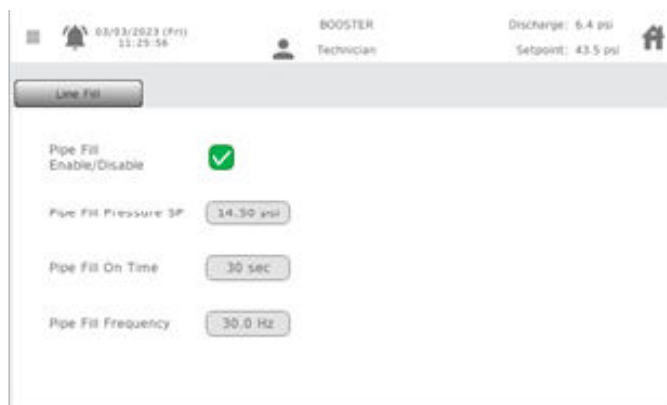 03/03/2023 (Fri)
11:25:56
BOOSTER
Technician
Discharge: 6.4 psi
Setpoint: 43.5 psi
Line Fill
Pipe Fill
Enable/Disable
Pipe Fill Pressure SP
14.50 psi
Pipe Fill On Time
30 sec
Pipe Fill Frequency
30.0 Hz